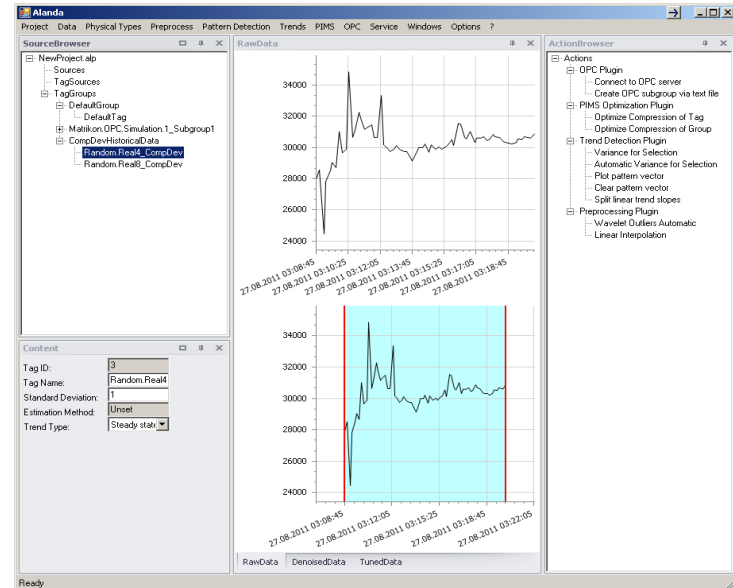 Alanda
Project Data Physical Types Preprocess Pattern Detection Trends PIMS OPC Service Windows Options ?
SourceBrowser
NewProject.alp
Sources
TagSources
TagGroups
DefaultGroup
DefaultTag
Matrikon.OPC.Simulation.1_Subgroup1
CompDevHistoricalData
Random.Real4_CompDev
Random.Real8_CompDev
Content
Tag ID: 3
Tag Name: Random.Real4
Standard Deviation: 1
Estimation Method: Unset
Trend Type: Steady state
RawData
34000
32000
30000
28000
26000
24000
27.08.2011 03:08:45
27.08.2011 03:10:25
27.08.2011 03:12:05
27.08.2011 03:13:45
27.08.2011 03:15:25
27.08.2011 03:17:05
27.08.2011 03:18:45
34000
32000
30000
28000
26000
24000
27.08.2011 03:08:45
27.08.2011 03:12:05
27.08.2011 03:15:25
27.08.2011 03:18:45
27.08.2011 03:22:05
RawData DenoisedData TunedData
ActionBrowser
Actions
OPC Plugin
Connect to OPC server
Create OPC subgroup via text file
PIMS Optimization Plugin
Optimize Compression of Tag
Optimize Compression of Group
Trend Detection Plugin
Variance for Selection
Automatic Variance for Selection
Plot pattern vector
Clear pattern vector
Split linear trend slopes
Preprocessing Plugin
Wavelet Outliers Automatic
Linear Interpolation
Ready